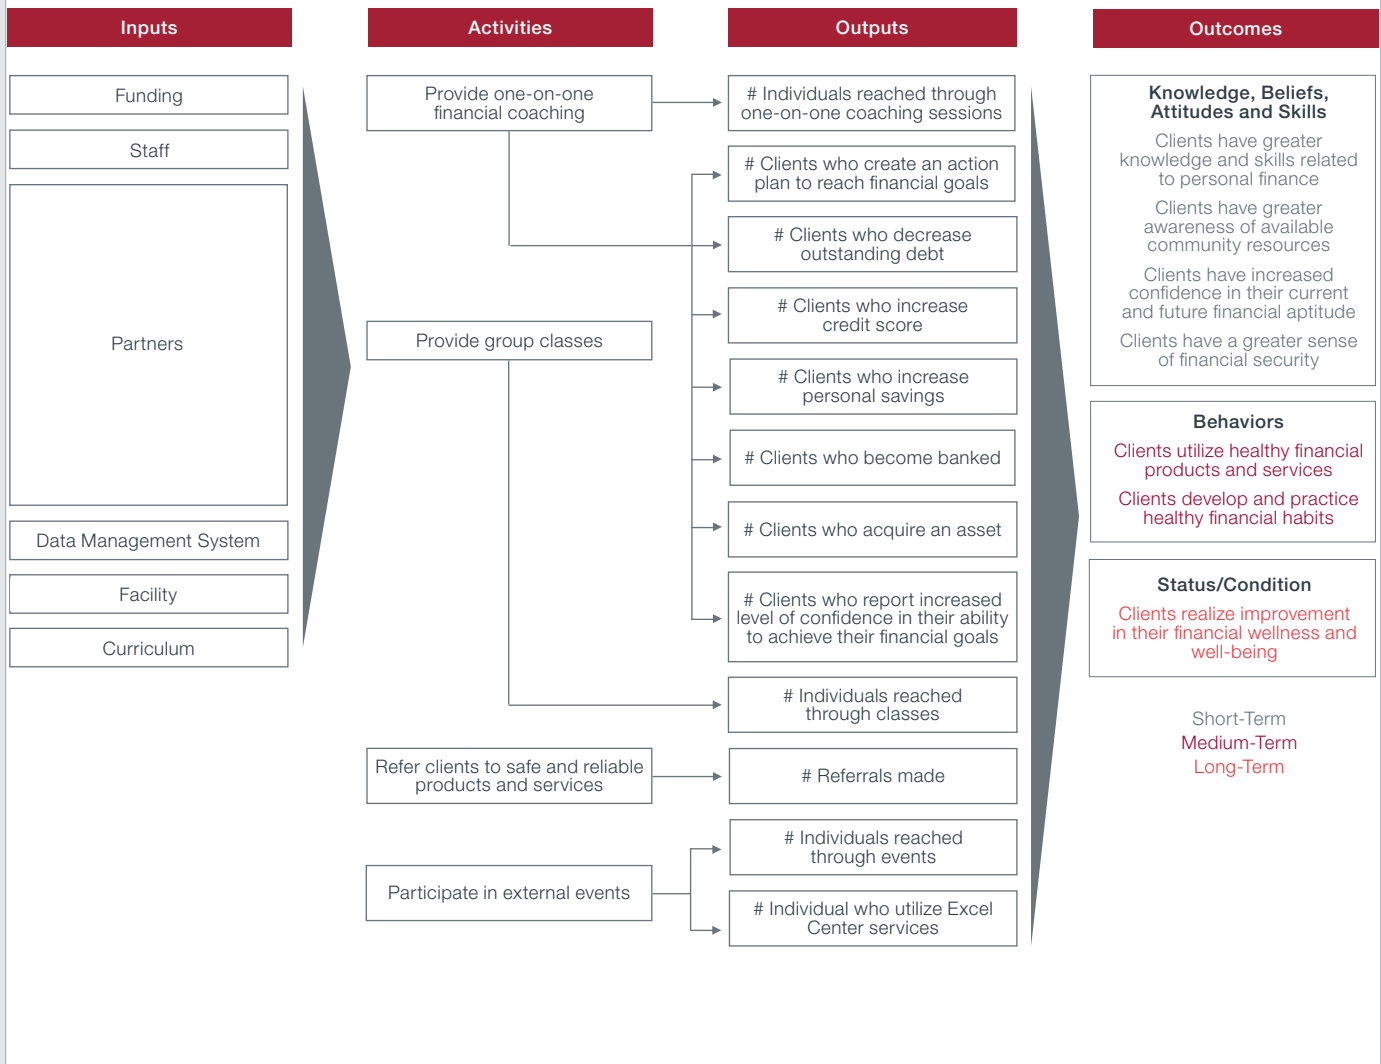 Inputs
Funding
Staff
Partners
Data Management System
Facility
Curriculum
Activities
Provide one-on-one
financial coaching
Provide group classes
Refer clients to safe and reliable
products and services
Participate in external events
Outputs
# Individuals reached through
one-on-one coaching sessions
# Clients who create an action
plan to reach financial goals
# Clients who decrease
outstanding debt
# Clients who increase
credit score
# Clients who increase
personal savings
# Clients who become banked
# Clients who acquire an asset
# Clients who report increased
level of confidence in their ability
to achieve their financial goals
# Individuals reached
through classes
# Referrals made
# Individuals reached
through events
# Individual who utilize Excel
Center services
Outcomes
Knowledge, Beliefs,
Attitudes and Skills
Clients have greater
knowledge and skills related
to personal finance
Clients have greater
awareness of available
community resources
Clients have increased
confidence in their current
and future financial aptitude
Clients have a greater sense
of financial security
Behaviors
Clients utilize healthy financial
products and services
Clients develop and practice
healthy financial habits
Status/Condition
Clients realize improvement
in their financial wellness and
well-being
Short-Term
Medium-Term
Long-Term